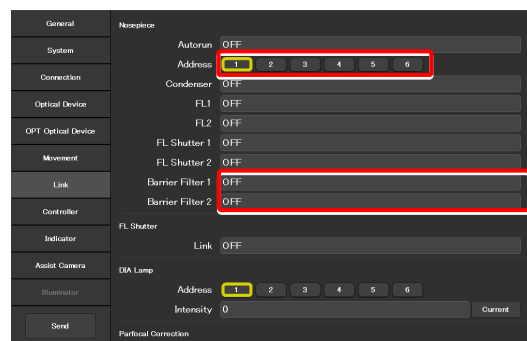 General
System
Connection
Optical Device
OPT Optical Device
Movement
Link
Controller
Indicator
Assist Camera
Illuminator
Send
Nosepiece
Autorun OFF
Address 1 2 3 4 5 6
Condenser OFF
FL1 OFF
FL2 OFF
FL Shutter 1 OFF
FL Shutter 2 OFF
Barrier Filter 1 OFF
Barrier Filter 2 OFF
FL Shutter
Link OFF
DIA Lamp
Address 1 2 3 4 5 6
Intensity 0 Current
Parfocal Correction